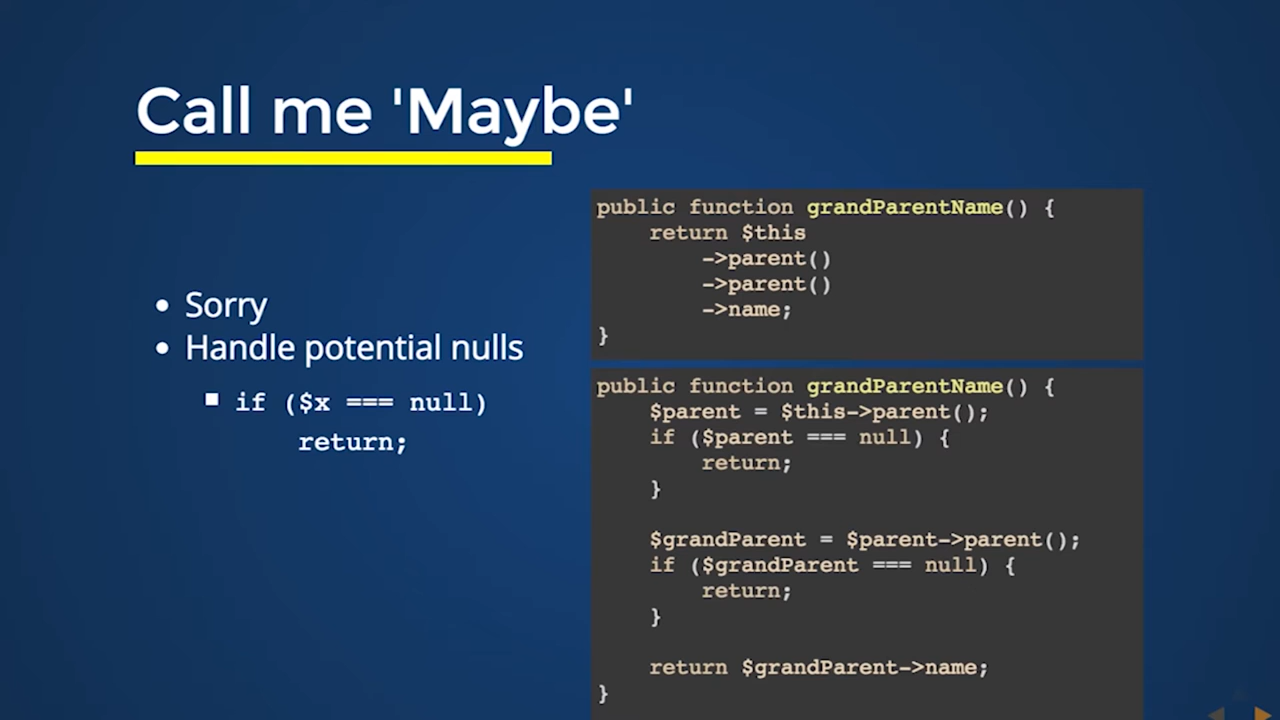 Call me 'Maybe'
• Sorry
• Handle potential nulls
▪ if ($x === null)
return;
public function grandParentName() {
    return $this
        ->parent()
        ->parent()
        ->name;
}
public function grandParentName() {
    $parent = $this->parent();
    if ($parent === null) {
        return;
    }

    $grandParent = $parent->parent();
    if ($grandParent === null) {
        return;
    }

    return $grandParent->name;
}